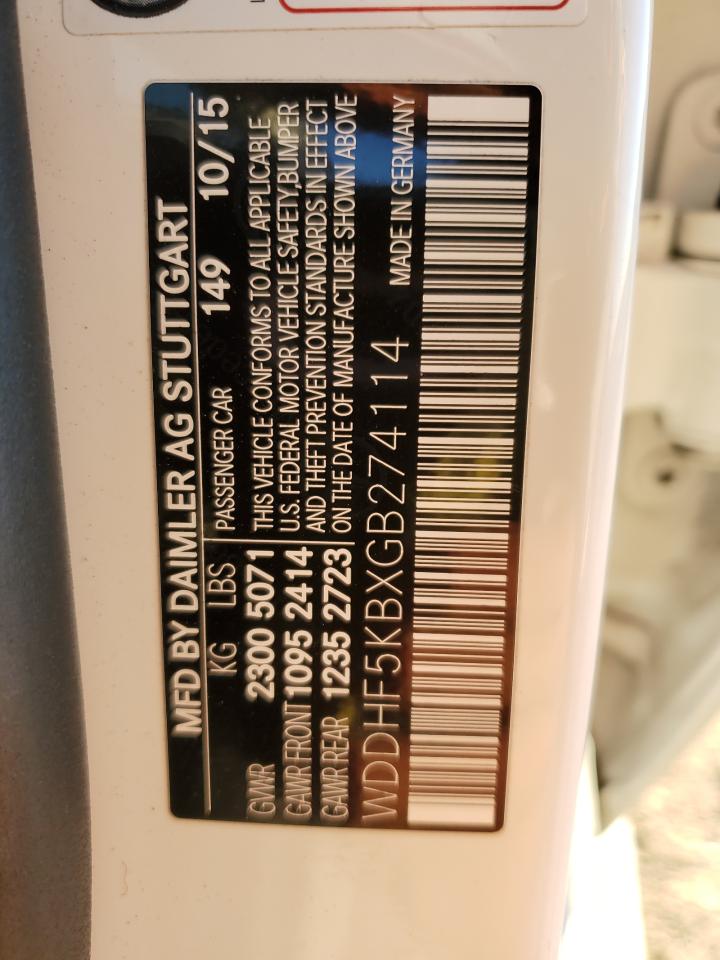 MFD BY DAIMLER AG STUTTGART
KG LBS PASSENGER CAR 149 10/15
GWWR 2300 5071 THIS VEHICLE CONFORMS TO ALL APPLICABLE
GAWR FRONT 1095 2414 U.S. FEDERAL MOTOR VEHICLE SAFETY,BUMPER
GAWR REAR 1235 2723 AND THEFT PREVENTION STANDARDS IN EFFECT
ON THE DATE OF MANUFACTURE SHOWN ABOVE
WDDHF5KBXGB274114 MADE IN GERMANY